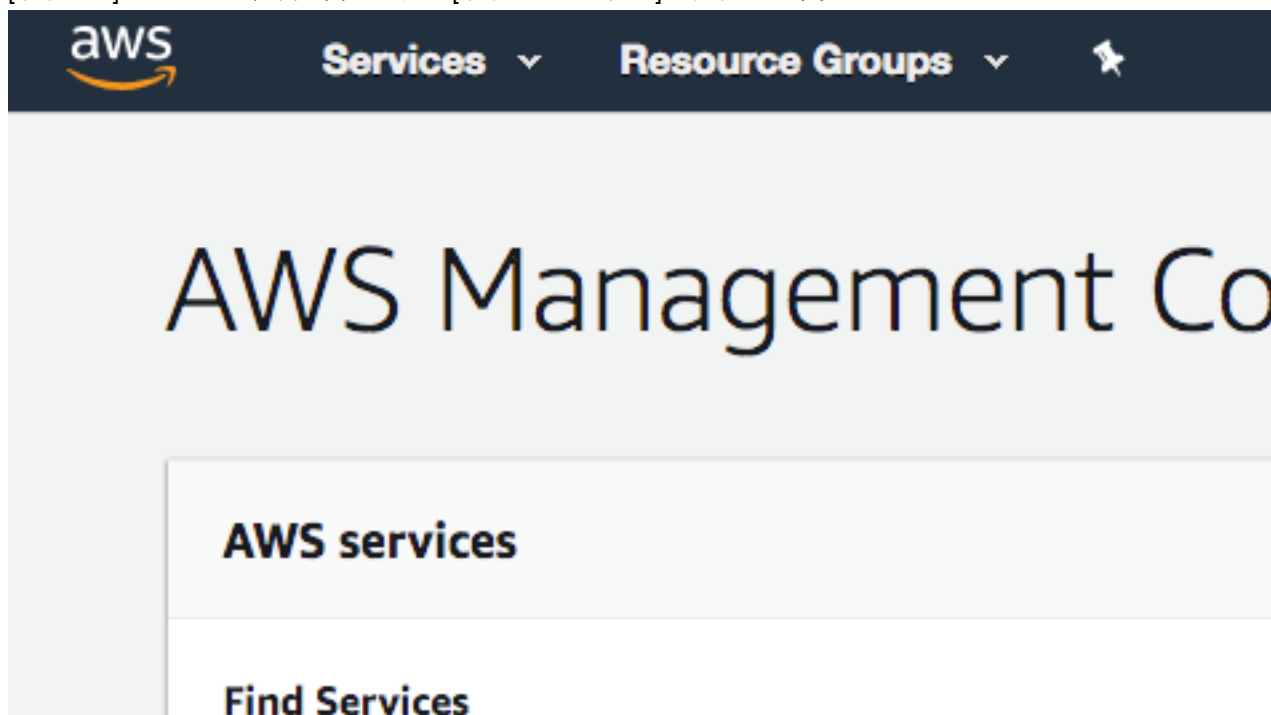 aws Services Resource Groups
AWS Management Co
AWS services
Find Services